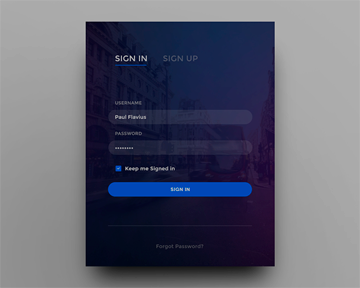 SIGN IN SIGN UP
USERNAME
Paul Flavius
PASSWORD
••••••••
Keep me Signed in
SIGN IN
Forgot Password?